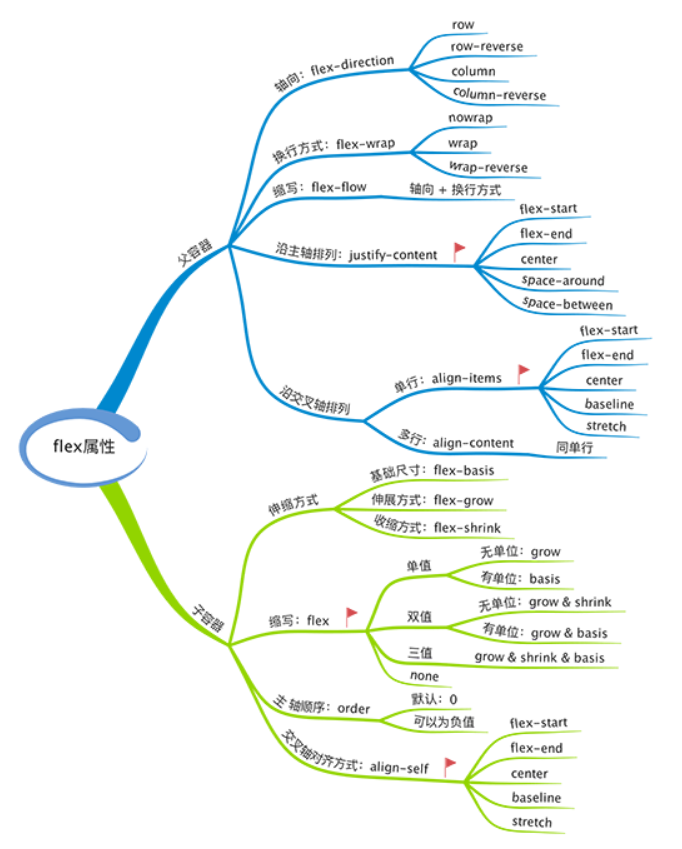 flex属性
父容器
轴向：flex-direction
row
row-reverse
column
column-reverse
换行方式：flex-wrap
nowrap
wrap
wrap-reverse
缩写：flex-flow
轴向 + 换行方式
沿主轴排列：justify-content
flex-start
flex-end
center
space-around
space-between
沿交叉轴排列
单行：align-items
flex-start
flex-end
center
baseline
stretch
多行：align-content
同单行
子容器
伸缩方式
基础尺寸：flex-basis
伸展方式：flex-grow
收缩方式：flex-shrink
缩写：flex
单值
无单位：grow
有单位：basis
双值
无单位：grow & shrink
有单位：grow & basis
三值
grow & shrink & basis
none
主轴顺序：order
默认：0
可以为负值
交叉轴对齐方式：align-self
flex-start
flex-end
center
baseline
stretch